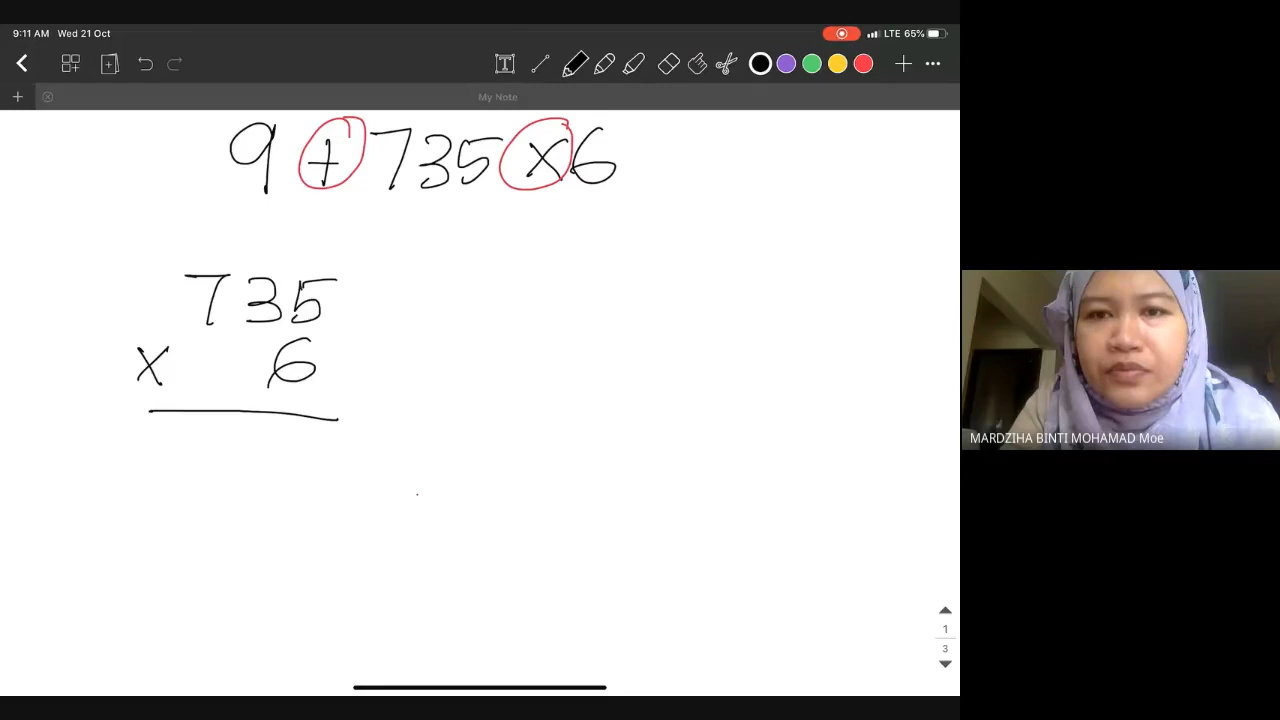 9:11 AM Wed 21 Oct
LTE 65%
My Note
9 + 735 × 6
735
× 6
MARDZIHA BINTI MOHAMAD Moe
1
3